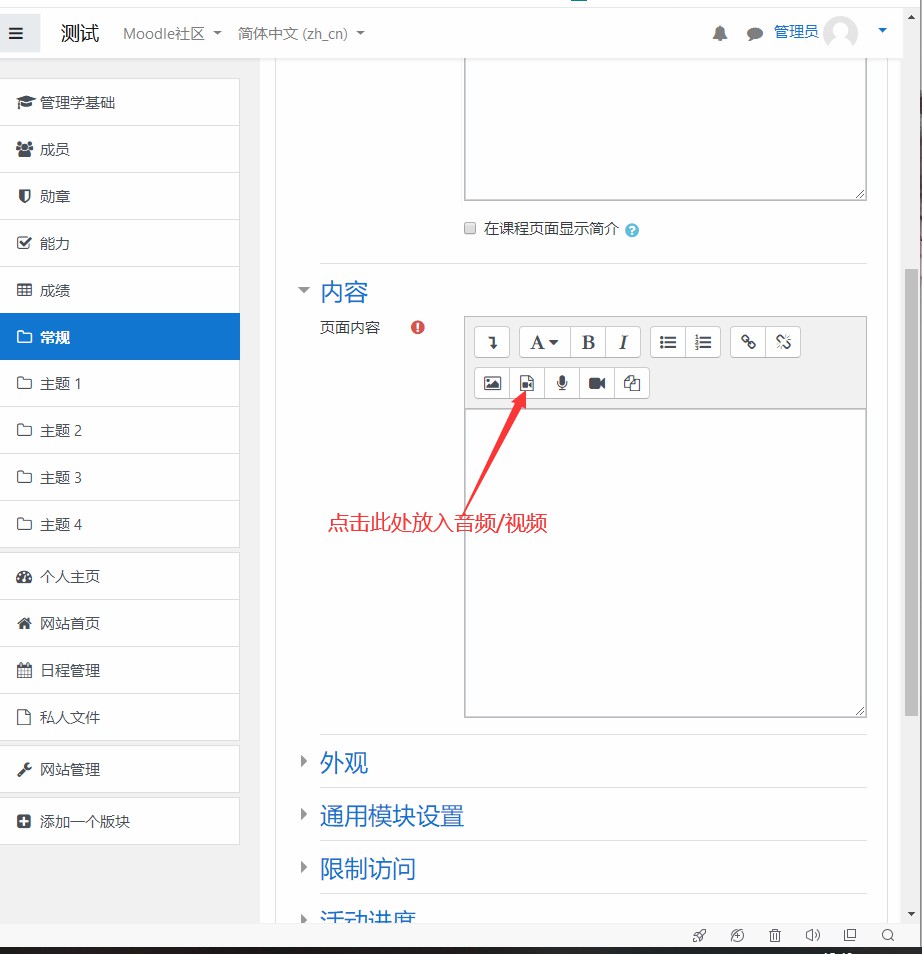 测试 Moodle社区 简体中文 (zh_cn) 管理员
管理学基础
成员
勋章
能力
成绩
常规
主题 1
主题 2
主题 3
主题 4
个人主页
网站首页
日程管理
私人文件
网站管理
添加一个版块
在课程页面显示简介
内容
页面内容
A B I
点击此处放入音频/视频
外观
通用模块设置
限制访问
活动进度